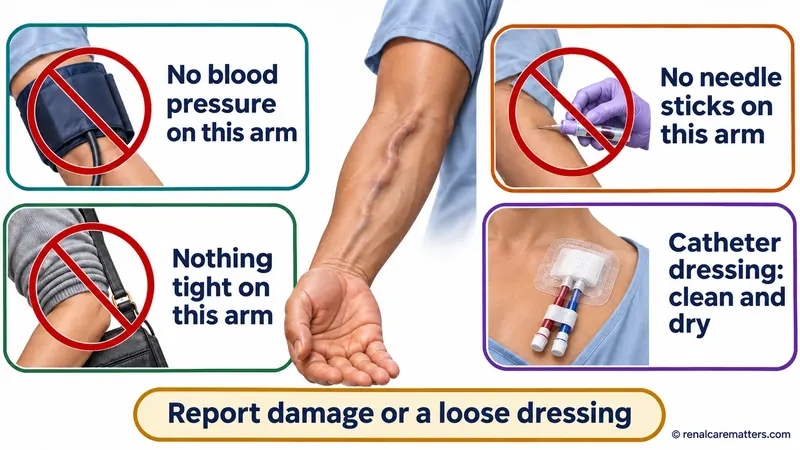 No blood
pressure
on this arm
No needle
sticks on
this arm
Nothing
tight on
this arm
Catheter
dressing:
clean and
dry
Report damage or a loose dressing
© renalcarematters.com